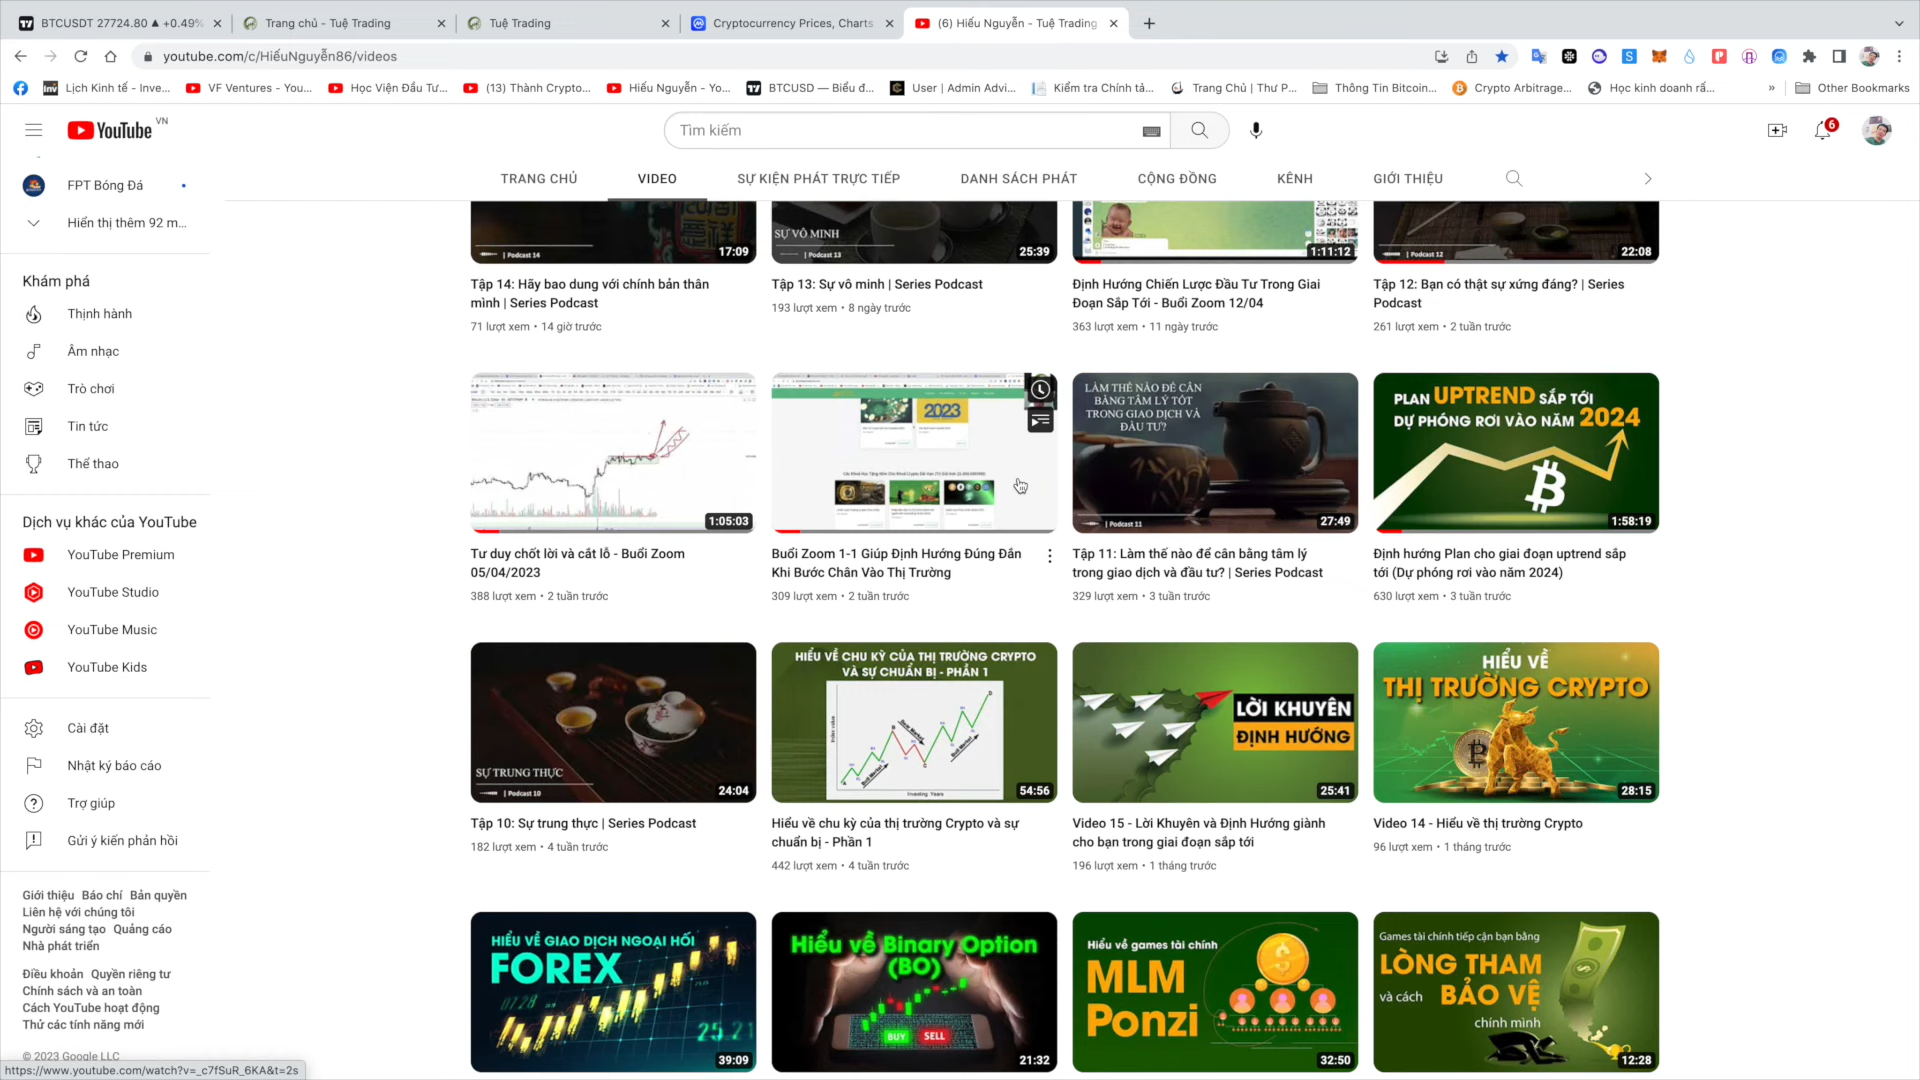 BTCUSDT 27724.80 ▲ +0.49%
Trang chủ - Tuệ Trading
Tuệ Trading
Cryptocurrency Prices, Charts
(6) Hiếu Nguyễn - Tuệ Trading
youtube.com/c/HiếuNguyễn86/videos
Lịch Kinh tế - Inve...
VF Ventures - You...
Học Viện Đầu Tư...
(13) Thành Crypto...
Hiếu Nguyễn - Yo...
BTCUSD — Biểu đ...
User | Admin Advi...
Kiểm tra Chính tả...
Trang Chủ | Thư P...
Thông Tin Bitcoin...
Crypto Arbitrage...
Học kinh doanh rả...
Other Bookmarks
YouTube VN
Tìm kiếm
6
TRANG CHỦ
VIDEO
SỰ KIỆN PHÁT TRỰC TIẾP
DANH SÁCH PHÁT
CỘNG ĐỒNG
KÊNH
GIỚI THIỆU
FPT Bóng Đá
Hiển thị thêm 92 m...
Khám phá
Thịnh hành
Âm nhạc
Trò chơi
Tin tức
Thể thao
Dịch vụ khác của YouTube
YouTube Premium
YouTube Studio
YouTube Music
YouTube Kids
Cài đặt
Nhật ký báo cáo
Trợ giúp
Gửi ý kiến phản hồi
Giới thiệu Báo chí Bản quyền
Liên hệ với chúng tôi
Người sáng tạo Quảng cáo
Nhà phát triển
Điều khoản Quyền riêng tư
Chính sách và an toàn
Cách YouTube hoạt động
Thử các tính năng mới
© 2023 Google LLC
https://www.youtube.com/watch?v=_c7fSuR_6KA&t=2s
| Podcast 14
17:09
Tập 14: Hãy bao dung với chính bản thân
mình | Series Podcast
71 lượt xem • 14 giờ trước
SỰ VÔ MINH
| Podcast 13
25:39
Tập 13: Sự vô minh | Series Podcast
193 lượt xem • 8 ngày trước
1:11:12
Định Hướng Chiến Lược Đầu Tư Trong Giai
Đoạn Sắp Tới - Buổi Zoom 12/04
363 lượt xem • 11 ngày trước
| Podcast 12
22:08
Tập 12: Bạn có thật sự xứng đáng? | Series
Podcast
261 lượt xem • 2 tuần trước
1:05:03
Tư duy chốt lời và cắt lỗ - Buổi Zoom
05/04/2023
388 lượt xem • 2 tuần trước
2023
Buổi Zoom 1-1 Giúp Định Hướng Đúng Đắn
Khi Bước Chân Vào Thị Trường
309 lượt xem • 2 tuần trước
LÀM THẾ NÀO ĐỂ CÂN
BẰNG TÂM LÝ TỐT
TRONG GIAO DỊCH VÀ
ĐẦU TƯ?
| Podcast 11
27:49
Tập 11: Làm thế nào để cân bằng tâm lý
trong giao dịch và đầu tư? | Series Podcast
329 lượt xem • 3 tuần trước
PLAN UPTREND SẮP TỚI
DỰ PHÓNG RƠI VÀO NĂM 2024
1:58:19
Định hướng Plan cho giai đoạn uptrend sắp
tới (Dự phóng rơi vào năm 2024)
630 lượt xem • 3 tuần trước
SỰ TRUNG THỰC
| Podcast 10
24:04
Tập 10: Sự trung thực | Series Podcast
182 lượt xem • 4 tuần trước
HIỂU VỀ CHU KỲ CỦA THỊ TRƯỜNG CRYPTO
VÀ SỰ CHUẨN BỊ - PHẦN 1
Index value
Bull Market
Bear Market
Bull Market
Investing Years
54:56
Hiểu về chu kỳ của thị trường Crypto và sự
chuẩn bị - Phần 1
442 lượt xem • 4 tuần trước
LỜI KHUYÊN
ĐỊNH HƯỚNG
25:41
Video 15 - Lời Khuyên và Định Hướng giành
cho bạn trong giai đoạn sắp tới
196 lượt xem • 1 tháng trước
HIỂU VỀ
THỊ TRƯỜNG CRYPTO
28:15
Video 14 - Hiểu về thị trường Crypto
96 lượt xem • 1 tháng trước
HIỂU VỀ GIAO DỊCH NGOẠI HỐI
FOREX
25.21
39:09
Hiểu về Binary Option
(BO)
BUY
SELL
21:32
Hiểu về games tài chính
MLM
Ponzi
32:50
Games tài chính tiếp cận bạn bằng
LÒNG THAM
và cách BẢO VỆ
chính mình
12:28